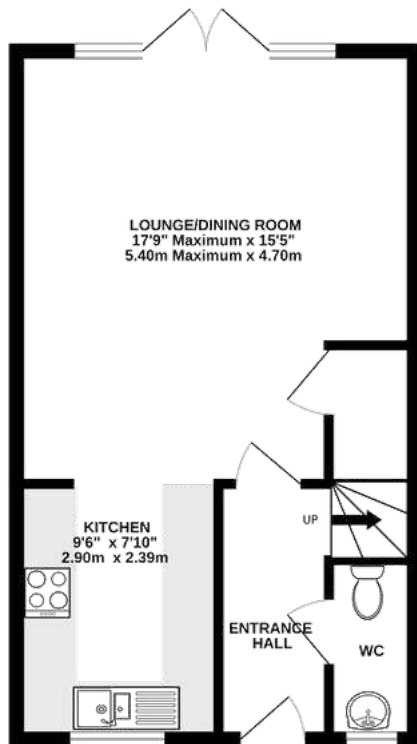 LOUNGE/DINING ROOM
17'9" Maximum x 15'5"
5.40m Maximum x 4.70m
KITCHEN
9'6" x 7'10"
2.90m x 2.39m
UP
ENTRANCE
HALL
WC